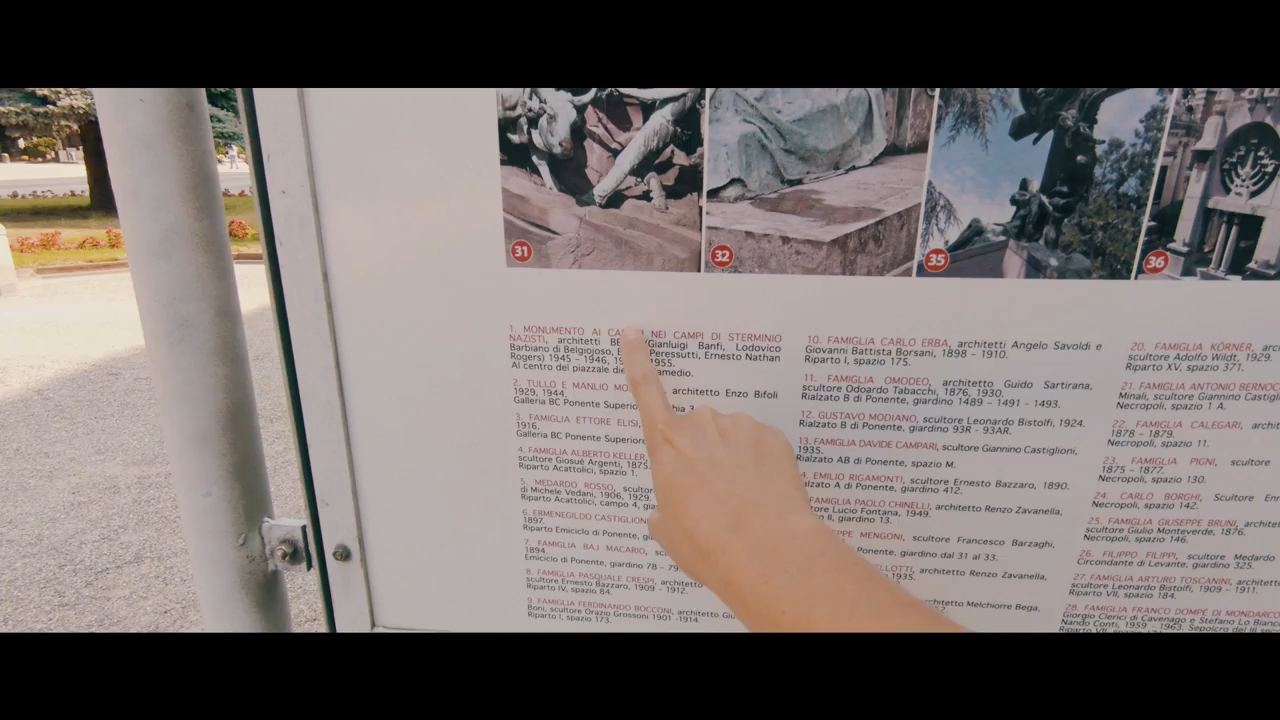 31
32
35
36
1. MONUMENTO AI NEI CAMPI DI STERMINIO
NAZISTI, architetti Gianluigi Banfi, Lodovico
Barbiano di Belgiojoso, Peressutti, Ernesto Nathan
Rogers) 1945 - 1946, 1955.
Al centro del piazzale
2. TULLO E MANLIO architetto Enzo Bifoli
1929, 1944.
Galleria BC Ponente
3. FAMIGLIA ETTORE ELISI,
1916.
Galleria BC Ponente
4. FAMIGLIA ALBERTO KELLER,
scultore Giosuè Argenti, 1875
Riparto Acattolici, spazio 1.
5. MEDARDO ROSSO,
di Michele Vedani, 1906, 1929.
Riparto Acattolici, campo 4,
6. ERMENEGILDO
1897.
Riparto Emiciclo di Ponente,
7. FAMIGLIA BAJ MACARIO,
1894.
Emiciclo di Ponente, giardino 78 -
8. FAMIGLIA PASQUALE CRESPI, architetto
scultore Ernesto Bazzaro, 1909 - 1912.
Riparto IV, spazio 84.
9. FAMIGLIA FERDINANDO BOCCONI, architetto
Boni, scultore Orazio Grossoni 1901 -1914.
Riparto I, spazio 173.
10. FAMIGLIA CARLO ERBA, architetti Angelo Savoldi e
Giovanni Battista Borsani, 1898 - 1910.
Riparto I, spazio 175.
11. FAMIGLIA OMODEO, architetto Guido Sartirana,
scultore Odoardo Tabacchi, 1876, 1930.
Rialzato B di Ponente, giardino 1489 - 1491 - 1493.
12. GUSTAVO MODIANO, scultore Leonardo Bistolfi, 1924.
Rialzato B di Ponente, giardino 93R - 93AR.
13. FAMIGLIA DAVIDE CAMPARI, scultore Giannino Castiglioni,
1935.
Rialzato AB di Ponente, spazio M.
EMILIO RIGAMONTI, scultore Ernesto Bazzaro, 1890.
A di Ponente, giardino 412.
FAMIGLIA PAOLO CHINELLI, architetto Renzo Zavanella,
Lucio Fontana, 1949.
giardino 13.
MENGONI, scultore Francesco Barzaghi,
Ponente, giardino dal 31 al 33.
architetto Renzo Zavanella,
1935.
architetto Melchiorre Bega,
20. FAMIGLIA KÖRNER,
scultore Adolfo Wildt, 1929.
Riparto XV, spazio 371.
21. FAMIGLIA ANTONIO
Minali, scultore Giannino
Necropoli, spazio 1 A.
22. FAMIGLIA CALEGARI,
1878 - 1879.
Necropoli, spazio 11.
23. FAMIGLIA PIGNI, scultore
1875 - 1877.
Necropoli, spazio 130.
24. CARLO BORGHI, Scultore
Necropoli, spazio 142.
25. FAMIGLIA GIUSEPPE BRUNI,
scultore Giulio Monteverde, 1876.
Necropoli, spazio 146.
26. FILIPPO FILIPPI, scultore Medardo
Circondante di Levante, giardino 325.
27. FAMIGLIA ARTURO TOSCANINI,
scultore Leonardo Bistolfi, 1909 - 1911.
Riparto VII, spazio 184.
28. FAMIGLIA FRANCO DOMPÉ DI
Giorgio Clerici di Cavenago e Stefano Lo
Nando Conti, 1959 - 1963. Sepolcro del III
Riparto VII, spazio